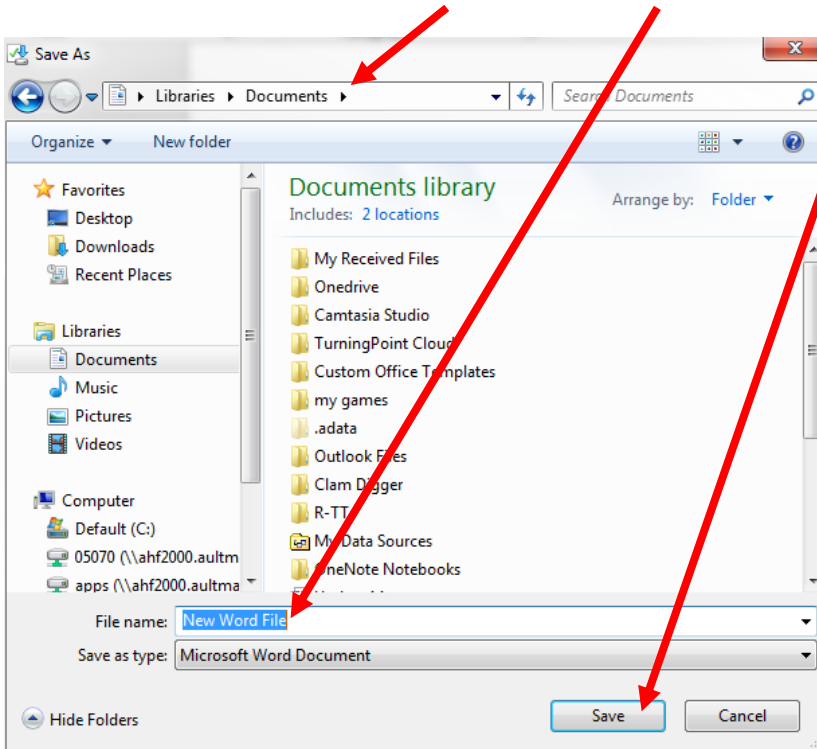 Save As
Libraries Documents
Search Documents
Organize New folder
Favorites
Desktop
Downloads
Recent Places
Libraries
Documents
Music
Pictures
Videos
Computer
Default (C:)
05070 (\\ahf2000.aultm
apps (\\ahf2000.aultma
Documents library
Includes: 2 locations
Arrange by: Folder
My Received Files
Onedrive
Camtasia Studio
TurningPoint Cloud
Custom Office Templates
my games
.adata
Outlook Files
Clam Digger
R-TT
My Data Sources
OneNote Notebooks
File name: New Word File
Save as type: Microsoft Word Document
Hide Folders
Save Cancel